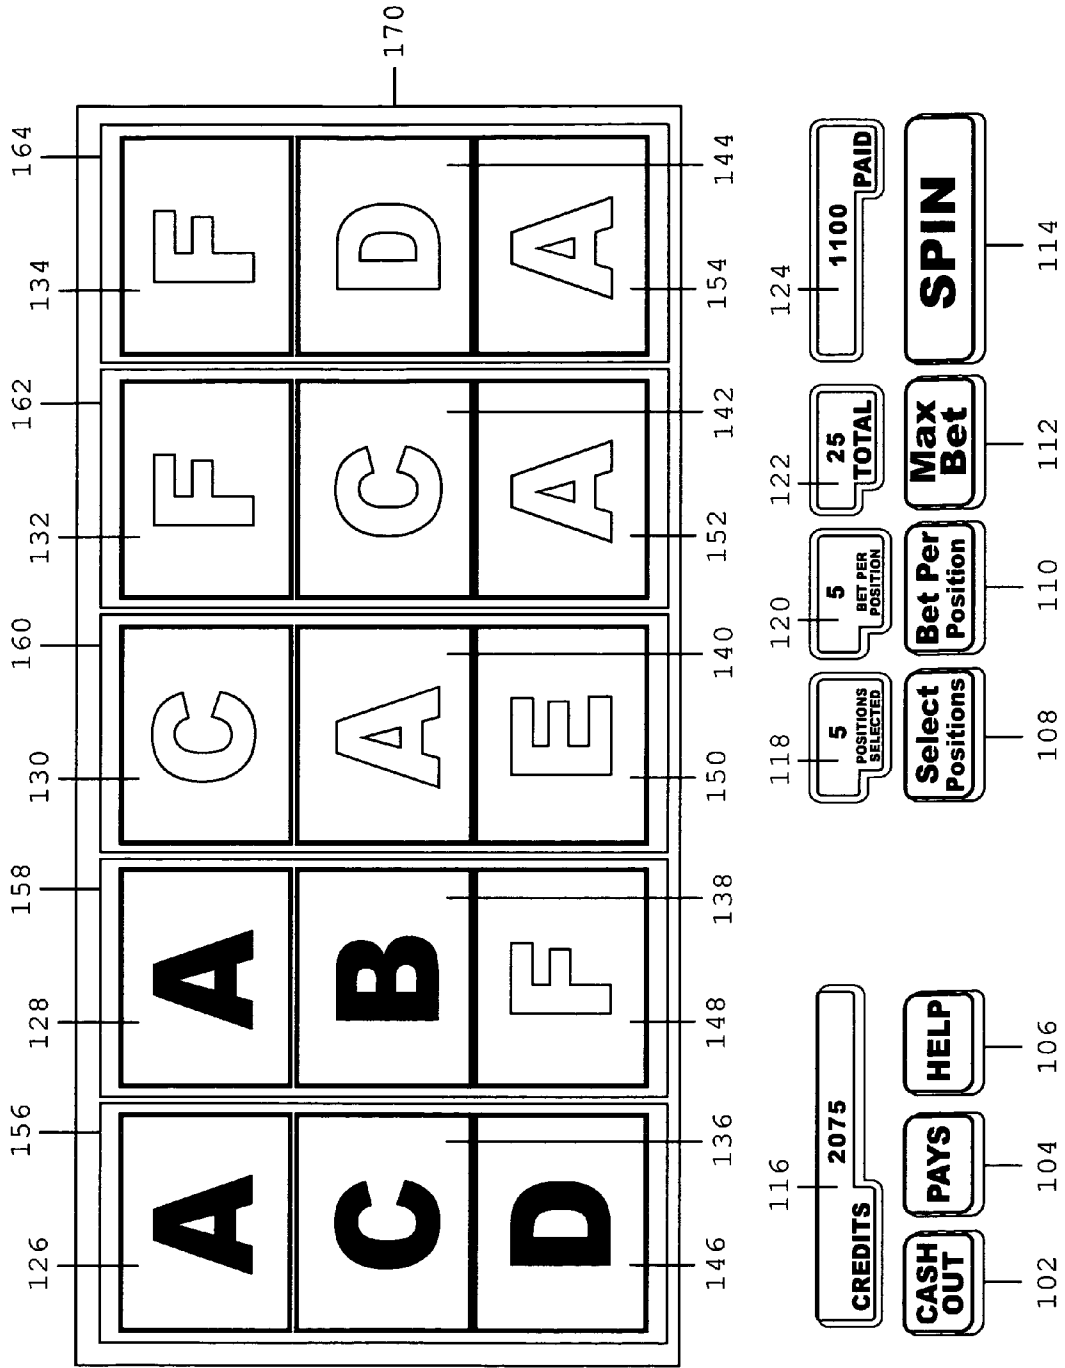 156 158 160 162 164
126 128 130 132 134
A A C F F
170
C B A C D
D F E A A
146 136 148 138 150 140 152 142 154 144
116 118 120 122 124
CREDITS 2075
5
POSITIONS
SELECTED
5
BET PER
POSITION
25
TOTAL
1100
PAID
CASH
OUT
PAYS
HELP
Select
Positions
Bet Per
Position
Max
Bet
SPIN
102 104 106 108 110 112 114